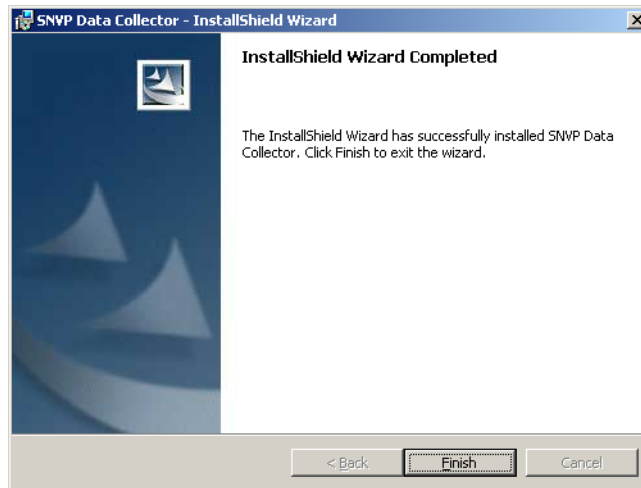 SNVP Data Collector - InstallShield Wizard
InstallShield Wizard Completed
The InstallShield Wizard has successfully installed SNVP Data
Collector. Click Finish to exit the wizard.
< Back
Finish
Cancel